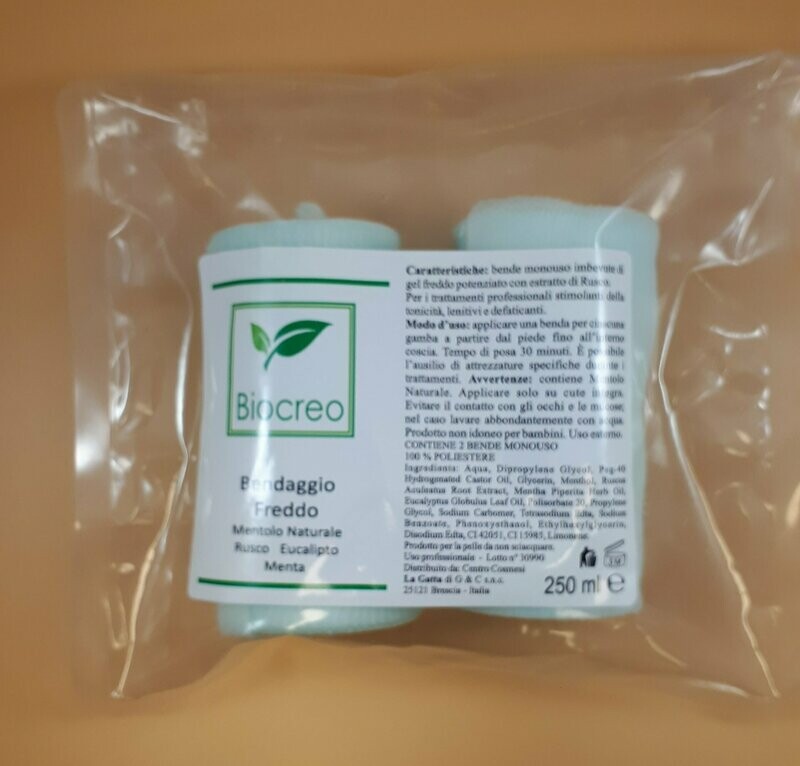 Biocreo
Bendaggio
Freddo
Mentolo Naturale
Rusco Eucalipto
Menta
Caratteristiche: bende monouso imbevute di
gel freddo potenziato con estratto di Rusco.
Per i trattamenti professionali stimolanti della
tonicità, lenitivi e defaticanti.
Modo d'uso: applicare una benda per ciascuna
gamba a partire dal piede fino all'interno
coscia. Tempo di posa 30 minuti. È possibile
l'ausilio di attrezzature specifiche durante i
trattamenti. Avvertenze: contiene Mentolo
Naturale. Applicare solo su cute integra.
Evitare il contatto con gli occhi e le mucose,
nel caso lavare abbondantemente con acqua.
Prodotto non idoneo per bambini. Uso esterno.
CONTIENE 2 BENDE MONOUSO
100 % POLIESTERE
Ingredients: Aqua, Dipropylene Glycol, Peg-40
Hydrogenated Castor Oil, Glycerin, Menthol, Ruscus
Aculeatus Root Extract, Mentha Piperita Herb Oil,
Eucalyptus Globulus Leaf Oil, Polisorbate 20, Propylene
Glycol, Sodium Carbomer, Tetrasodium Edta, Sodium
Benzoate, Phenoxyethanol, Ethylhexylglycerin,
Disodium Edta, CI 42051, CI 15985, Limonene.
Prodotto per la pelle da non sciacquare.
Uso professionale - Lotto n° 30990
Distribuito da: Centro Cosmesi
La Gatta di G & C s.n.c.
25121 Brescia - Italia
250 ml e